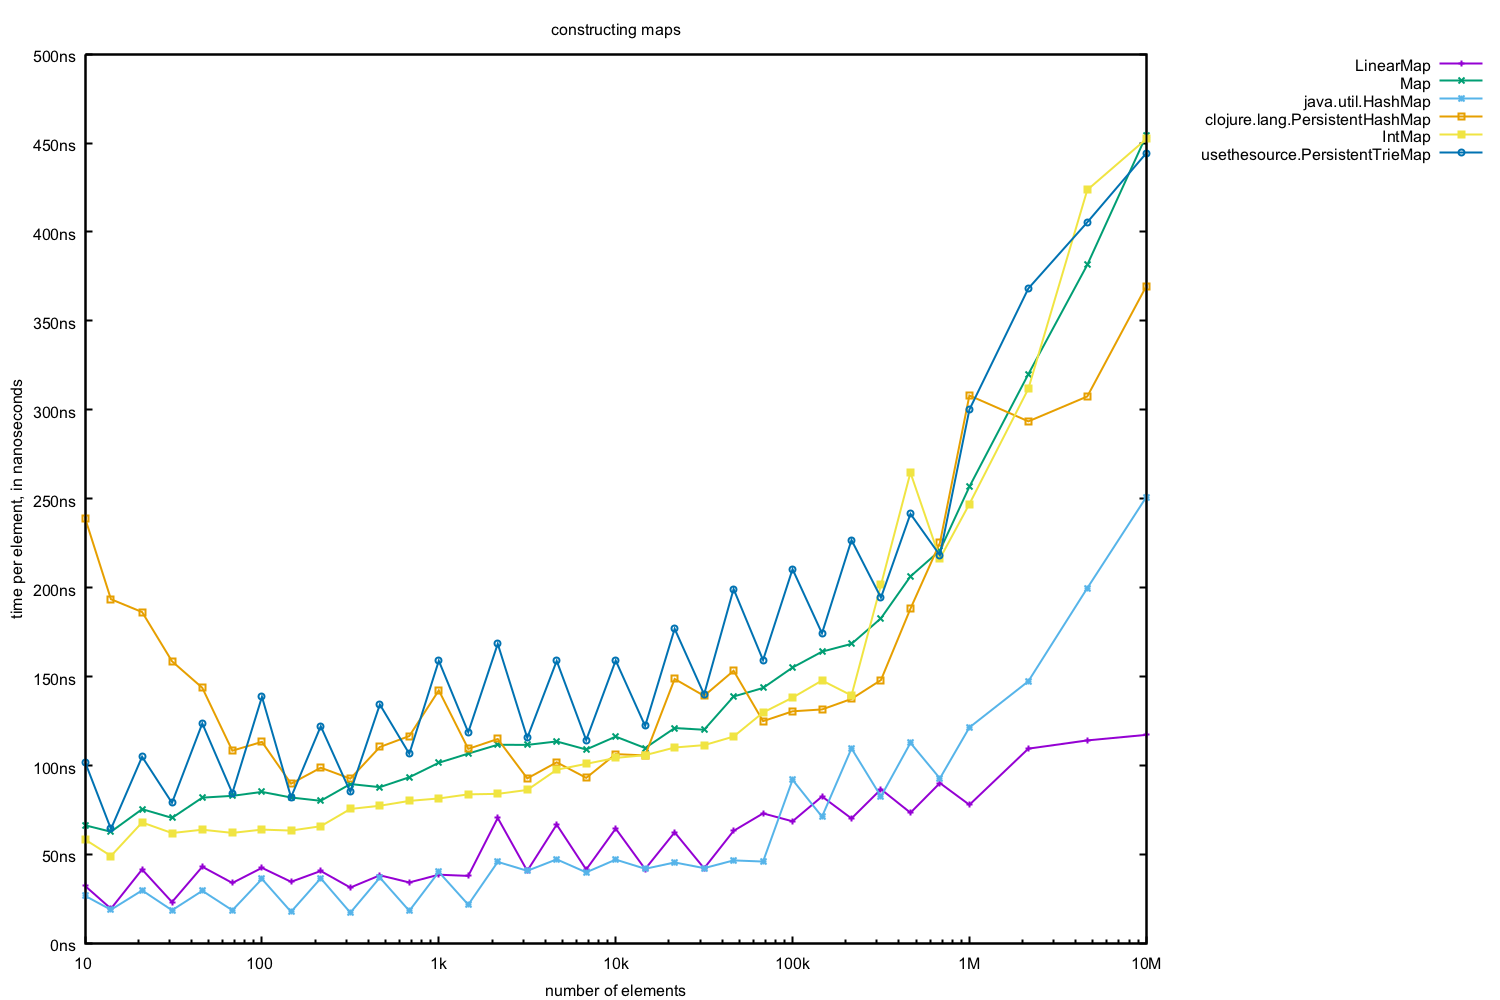 constructing maps
500ns
450ns
400ns
350ns
300ns
250ns
200ns
150ns
100ns
50ns
0ns
time per element, in nanoseconds
10
100
1k
10k
100k
1M
10M
number of elements
LinearMap
Map
java.util.HashMap
clojure.lang.PersistentHashMap
IntMap
usethesource.PersistentTrieMap